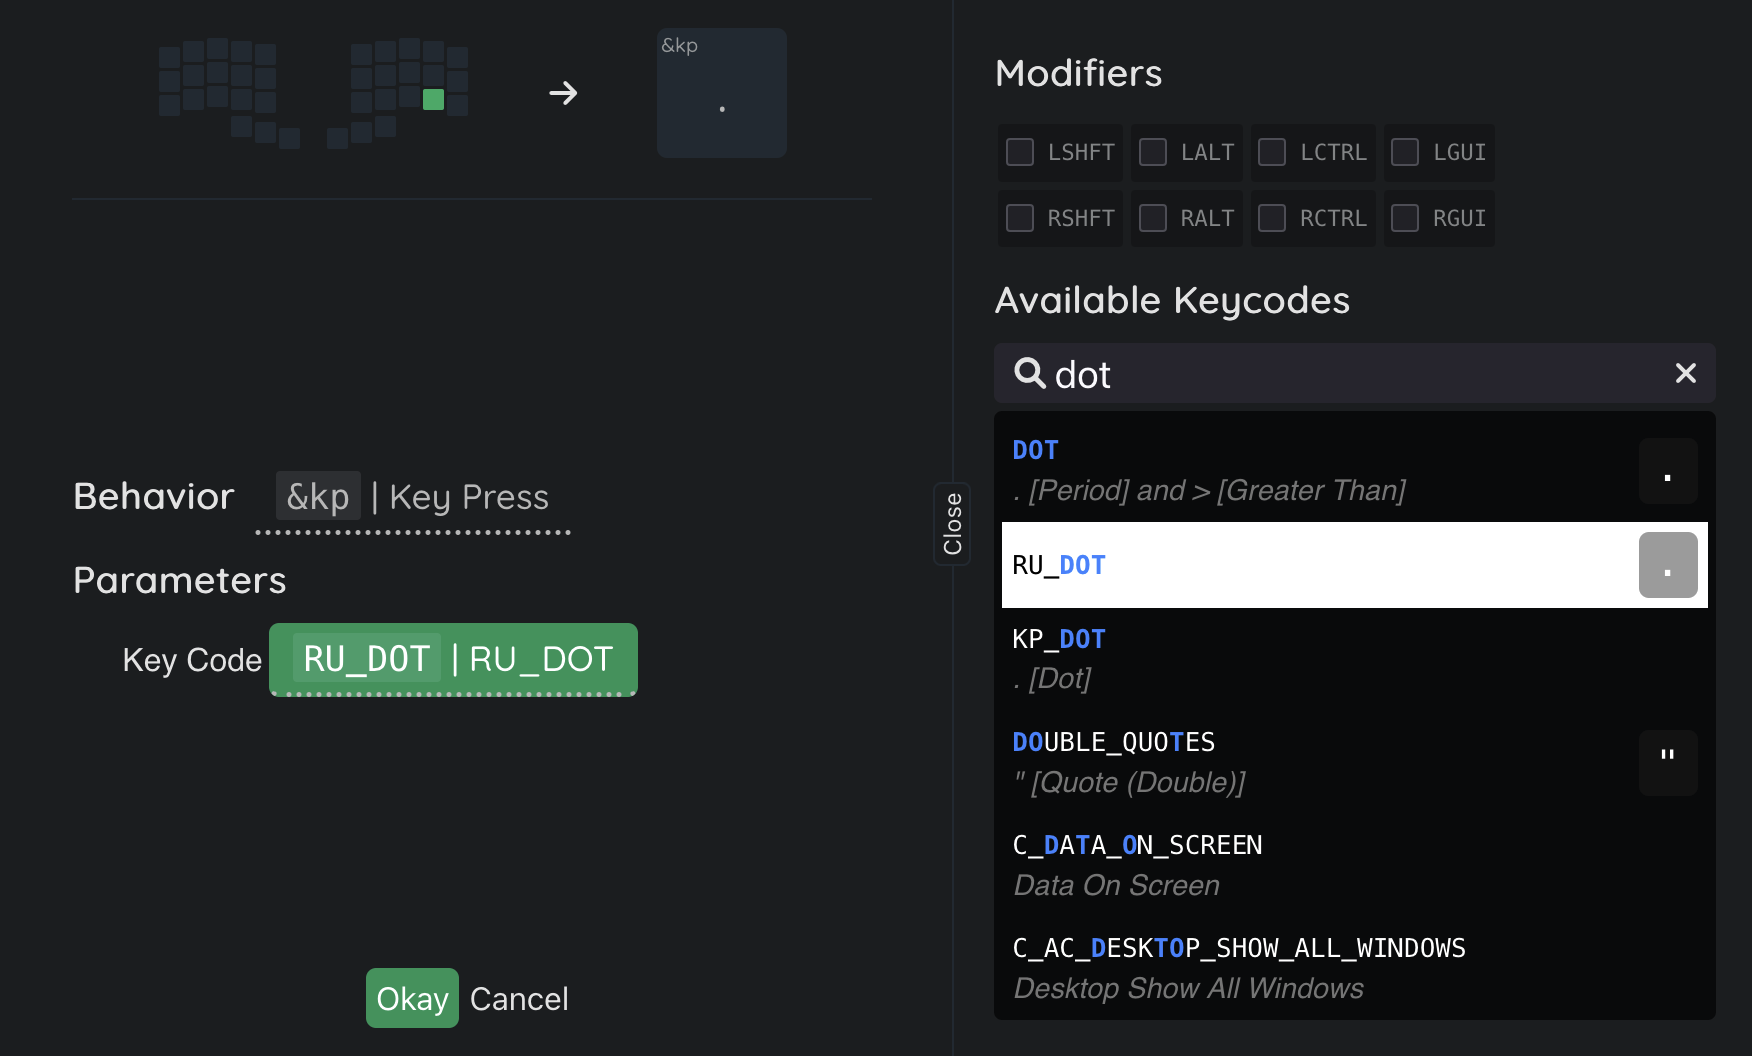 &kp
.
Behavior &kp | Key Press
Parameters
Key Code RU_DOT | RU_DOT
Okay Cancel
Close
Modifiers
LSHFT LALT LCTRL LGUI
RSHFT RALT RCTRL RGUI
Available Keycodes
dot
DOT
. [Period] and > [Greater Than]
.
RU_DOT
.
KP_DOT
. [Dot]
DOUBLE_QUOTES
" [Quote (Double)]
"
C_DATA_ON_SCREEN
Data On Screen
C_AC_DESKTOP_SHOW_ALL_WINDOWS
Desktop Show All Windows